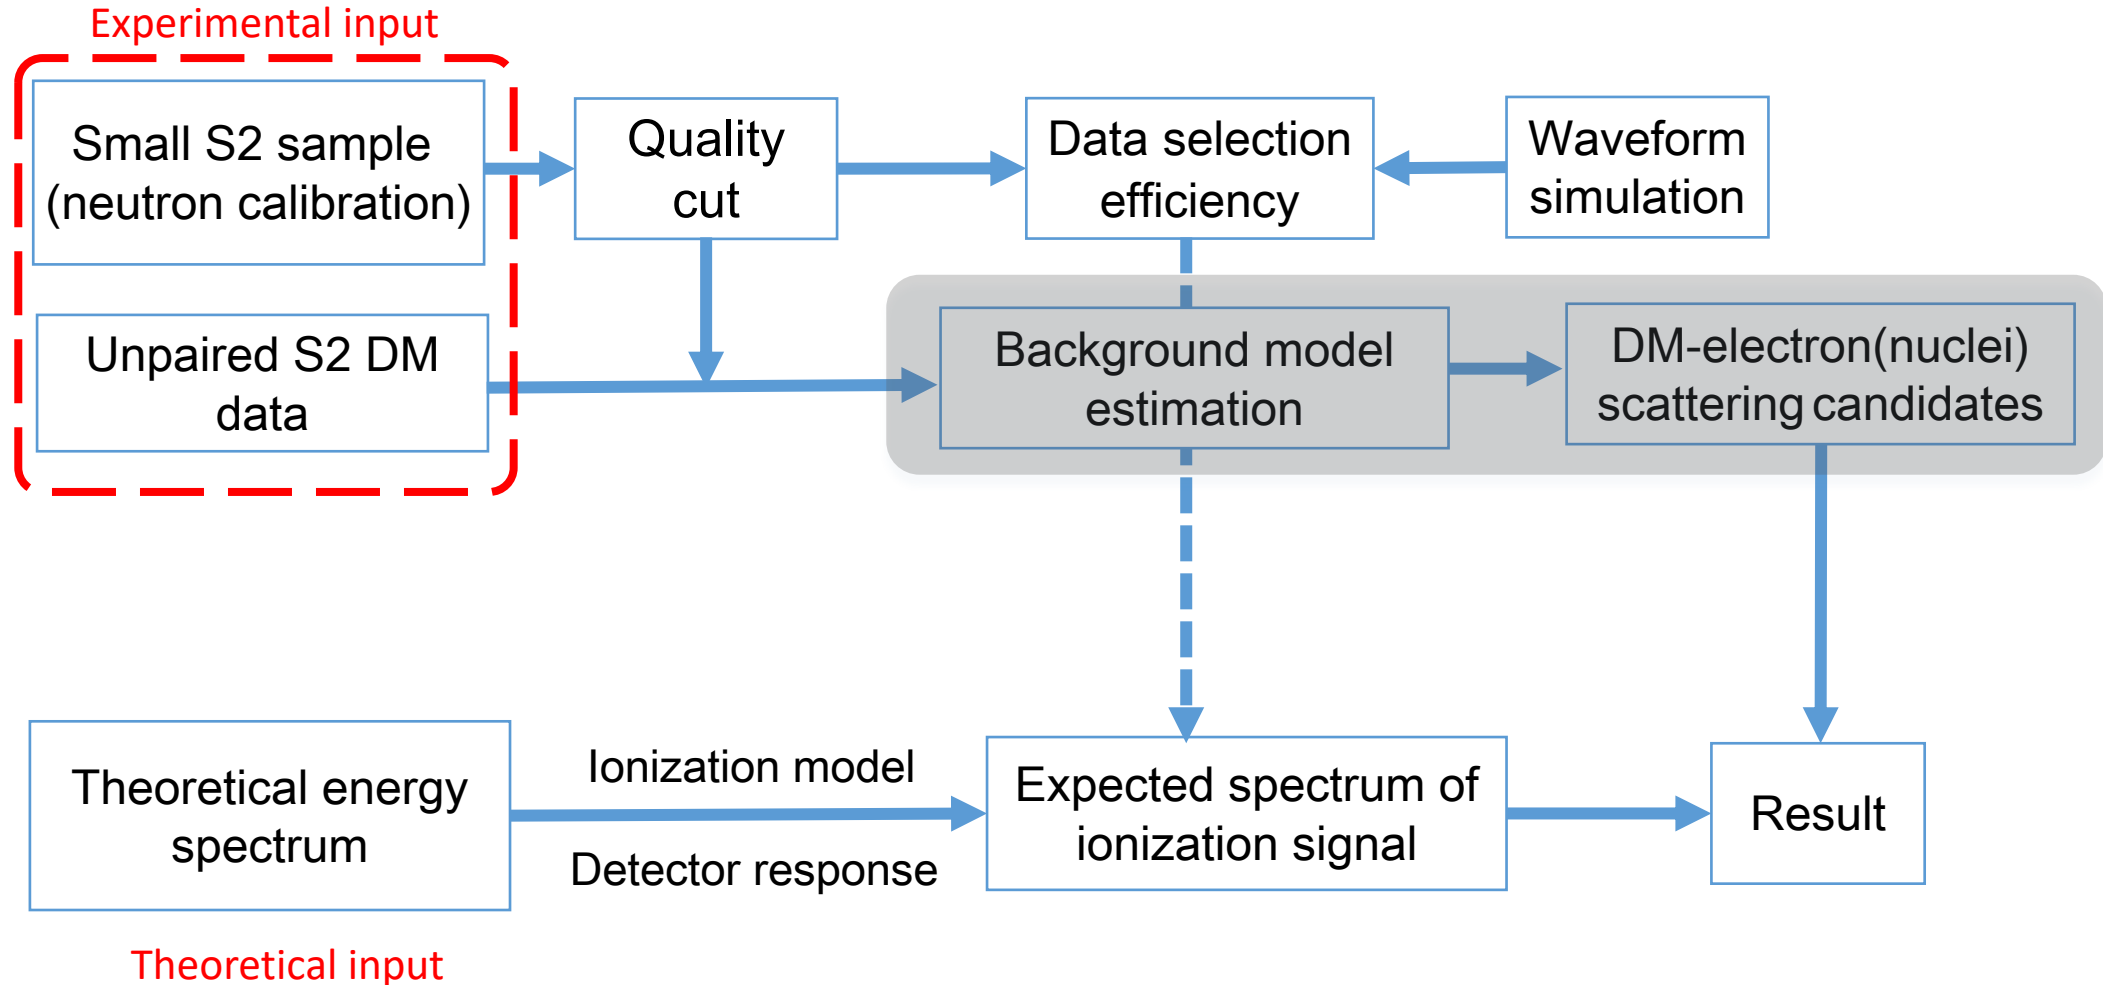 Experimental input
Small S2 sample
(neutron calibration)
Quality
cut
Data selection
efficiency
Waveform
simulation
Unpaired S2 DM
data
Background model
estimation
DM-electron(nuclei)
scattering candidates
Theoretical energy
spectrum
Ionization model
Detector response
Expected spectrum of
ionization signal
Result
Theoretical input